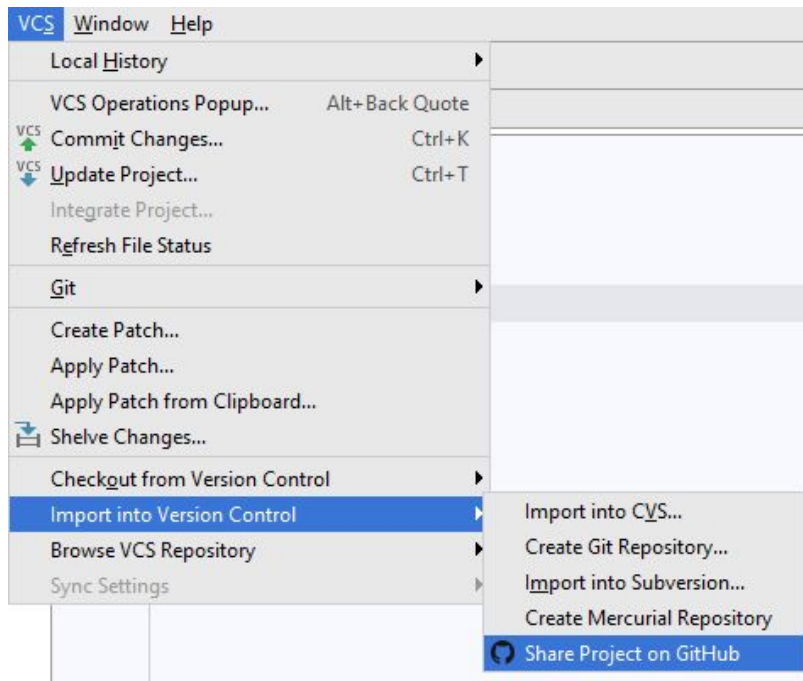 VCS Window Help
Local History
VCS Operations Popup... Alt+Back Quote
VCS Commit Changes... Ctrl+K
VCS Update Project... Ctrl+T
Integrate Project...
Refresh File Status
Git
Create Patch...
Apply Patch...
Apply Patch from Clipboard...
Shelve Changes...
Checkout from Version Control
Import into Version Control
Browse VCS Repository
Sync Settings
Import into CVS...
Create Git Repository...
Import into Subversion...
Create Mercurial Repository
Share Project on GitHub